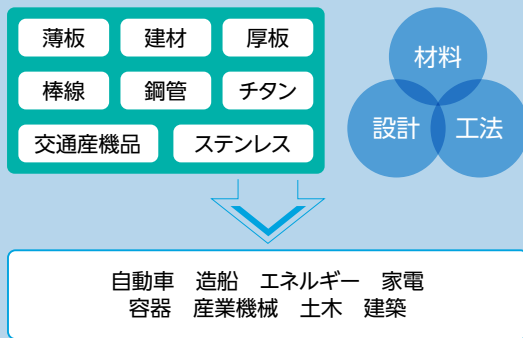 薄板 建材 厚板
棒線 鋼管 チタン
交通産機品 ステンレス
材料
設計 工法
自動車 造船 エネルギー 家電
容器 産業機械 土木 建築